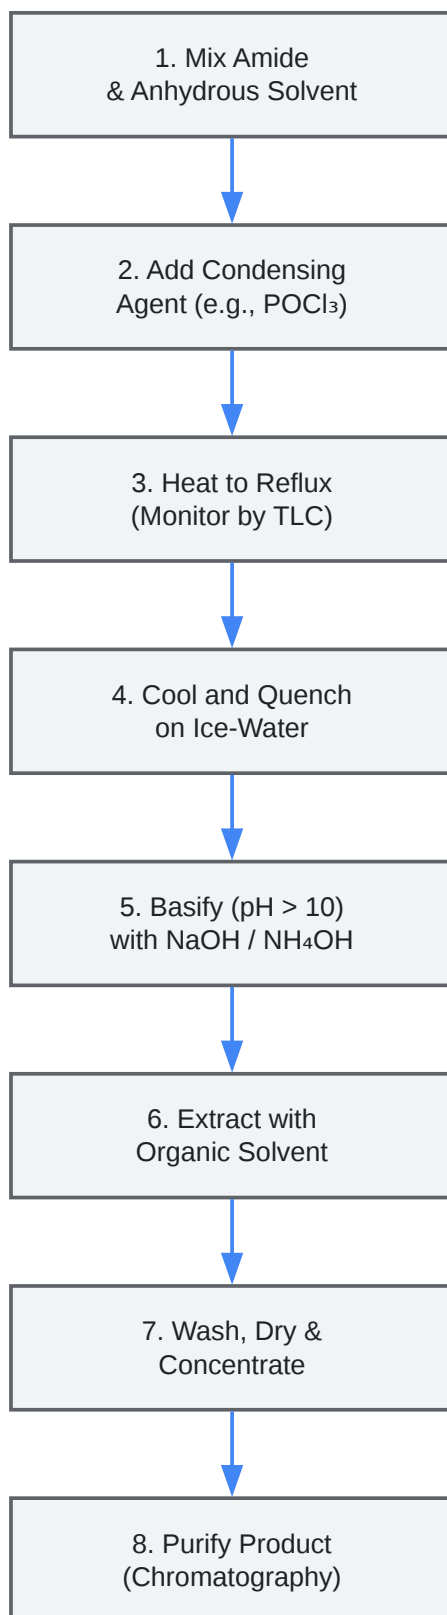 1. Mix Amide
& Anhydrous Solvent
2. Add Condensing
Agent (e.g., POCl₃)
3. Heat to Reflux
(Monitor by TLC)
4. Cool and Quench
on Ice-Water
5. Basify (pH > 10)
with NaOH / NH₄OH
6. Extract with
Organic Solvent
7. Wash, Dry &
Concentrate
8. Purify Product
(Chromatography)